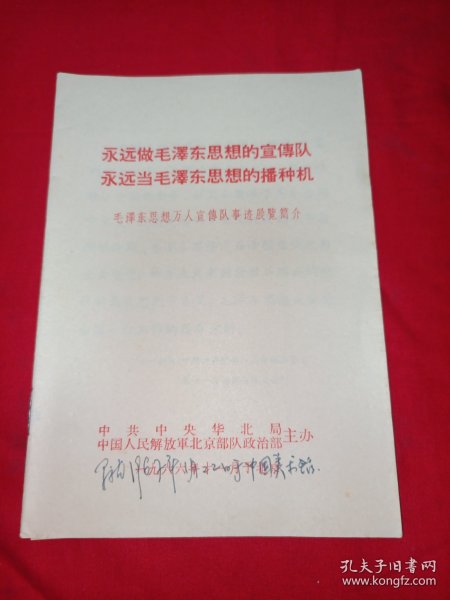 永远做毛澤东思想的宣傳队
永远当毛澤东思想的播种机
毛澤东思想万人宣傳队事迹展覽简介
中共中央华北局
中国人民解放軍北京部队政治部
主办
孔夫子旧书网
www.kongfz.com